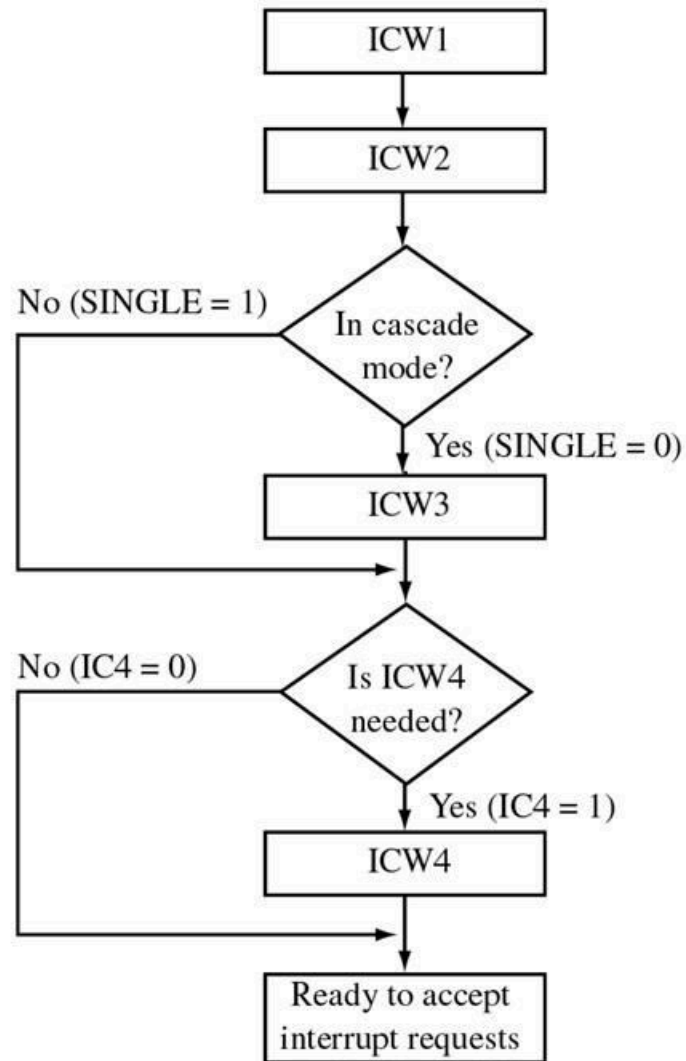 ICW1
ICW2
No (SINGLE = 1)
In cascade
mode?
Yes (SINGLE = 0)
ICW3
No (IC4 = 0)
Is ICW4
needed?
Yes (IC4 = 1)
ICW4
Ready to accept
interrupt requests